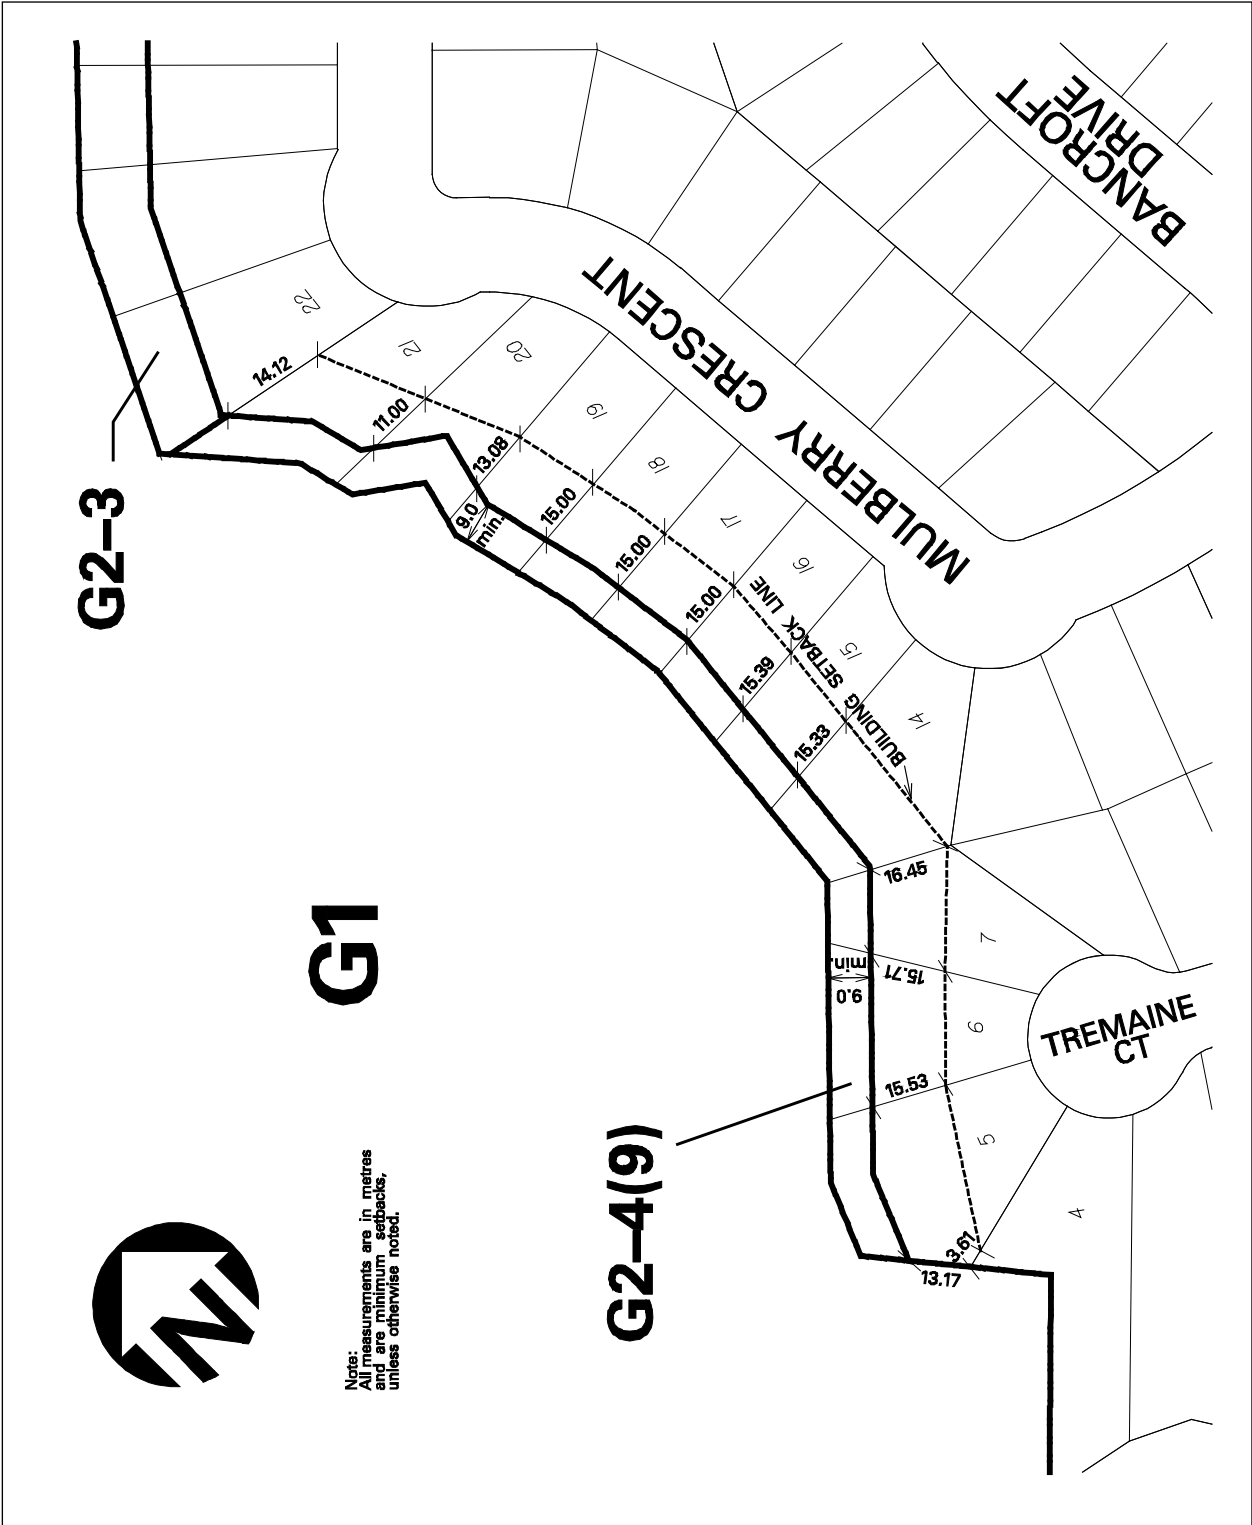 BANCROFT
DRIVE
MULBERRY CRESCENT
22
21
20
19
18
17
16
15
14
14.12
11.00
13.08
9.0
min.
15.00
15.00
15.00
15.39
15.33
BUILDING SETBACK LINE
G2–3
G1
16.45
7
15.71
9.0
min.
6
15.53
5
4
3.61
13.17
TREMAINE
CT
G2–4(9)
N
Note:
All measurements are in metres
and are minimum setbacks,
unless otherwise noted.